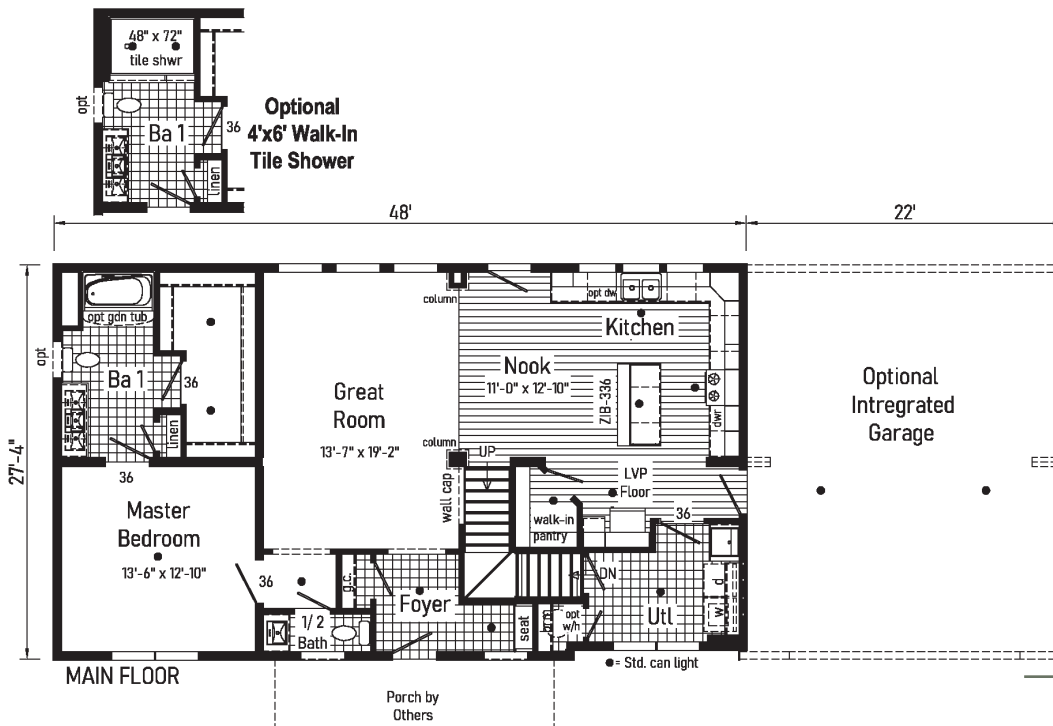 48" x 72"
tile shwr
opt
Ba 1
36
linen
Optional
4'x6' Walk-In
Tile Shower
48'
22'
27'-4"
opt gdn tub
opt
Ba 1
36
linen
36
column
opt dw
Kitchen
Nook
11'-0" x 12'-10"
ZIB-336
dwr
Great
Room
13'-7" x 19'-2"
column
UP
wall cap
LVP
Floor
36
walk-in
pantry
Optional
Intregrated
Garage
Master
Bedroom
13'-6" x 12'-10"
36
g.c.
Foyer
DN
d
w
Utl
1/2
Bath
seat
opt
w/h
= Std. can light
MAIN FLOOR
Porch by
Others